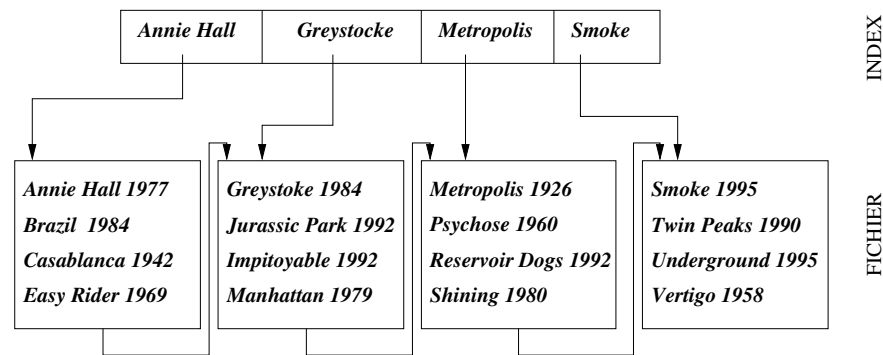 Annie Hall Greystocke Metropolis Smoke
INDEX
Annie Hall 1977
Brazil 1984
Casablanca 1942
Easy Rider 1969
Greystoke 1984
Jurassic Park 1992
Impitoyable 1992
Manhattan 1979
Metropolis 1926
Psychose 1960
Reservoir Dogs 1992
Shining 1980
Smoke 1995
Twin Peaks 1990
Underground 1995
Vertigo 1958
FICHIER